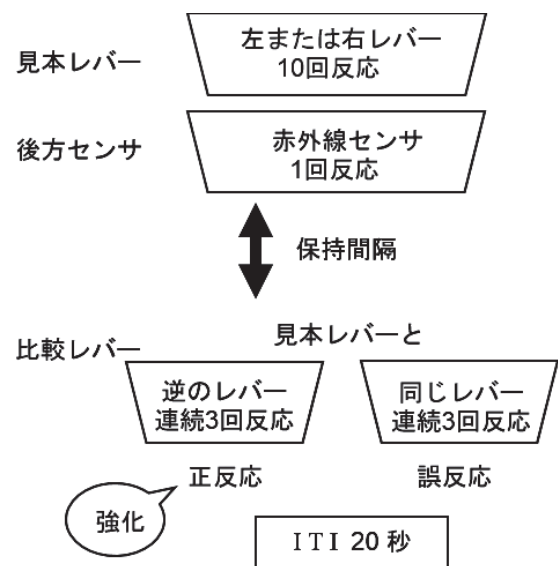 見本レバー
左または右レバー
10回反応
後方センサ
赤外線センサ
1回反応
保持間隔
比較レバー
見本レバーと
逆のレバー
連続3回反応
同じレバー
連続3回反応
正反応
誤反応
強化
ITI 20 秒